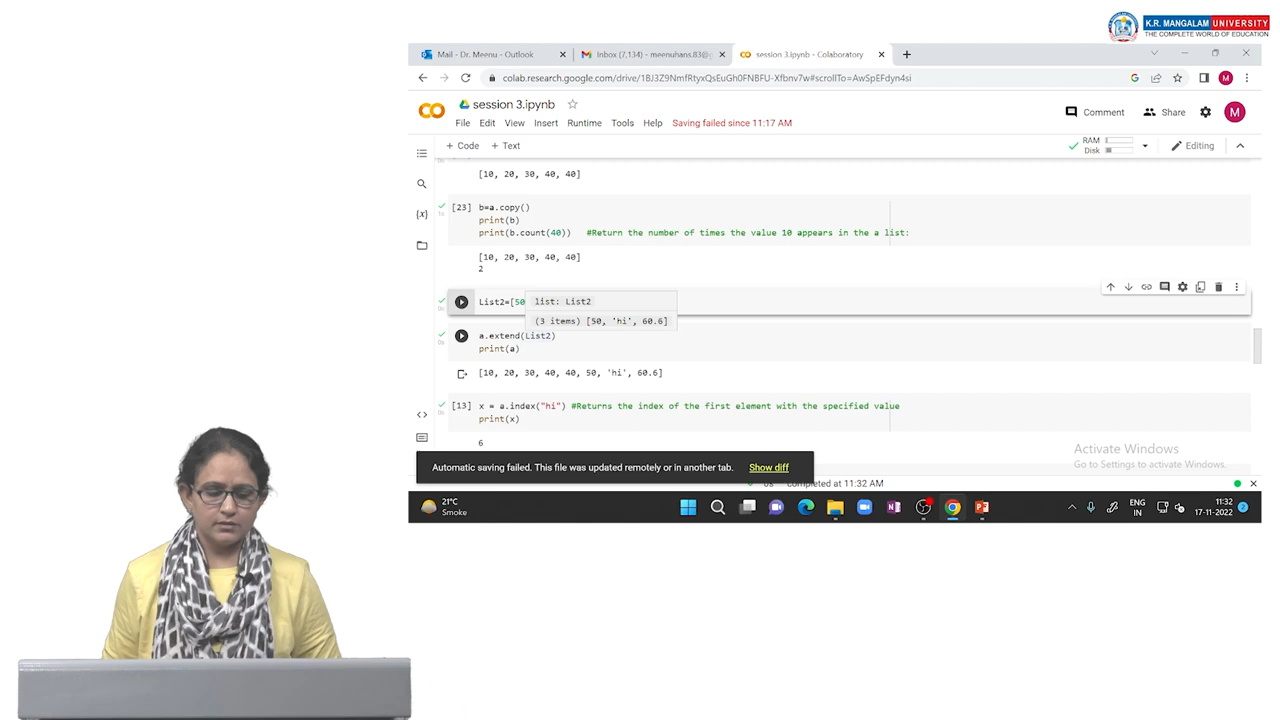 K.R. MANGALAM UNIVERSITY
THE COMPLETE WORLD OF EDUCATION
Mail - Dr. Meenu - Outlook
Inbox (7,134) - meenuhans.83@g
session 3.ipynb - Colaboratory
colab.research.google.com/drive/1BJ3Z9NmfRtyxQsEuGh0FNBFU-Xfbnv7w#scrollTo=AwSpEFdyn4si
M
session 3.ipynb
Comment
Share
M
File Edit View Insert Runtime Tools Help Saving failed since 11:17 AM
+ Code + Text
RAM
Disk
Editing
[10, 20, 30, 40, 40]
[23] b=a.copy()
print(b)
print(b.count(40)) #Return the number of times the value 10 appears in the a list:
[10, 20, 30, 40, 40]
2
List2=[50
list: List2
(3 items) [50, 'hi', 60.6]
a.extend(List2)
print(a)
[10, 20, 30, 40, 40, 50, 'hi', 60.6]
[13] x = a.index("hi") #Returns the index of the first element with the specified value
print(x)
6
Activate Windows
Go to Settings to activate Windows.
Automatic saving failed. This file was updated remotely or in another tab. Show diff
0s completed at 11:32 AM
21°C
Smoke
ENG
IN
11:32
17-11-2022
2